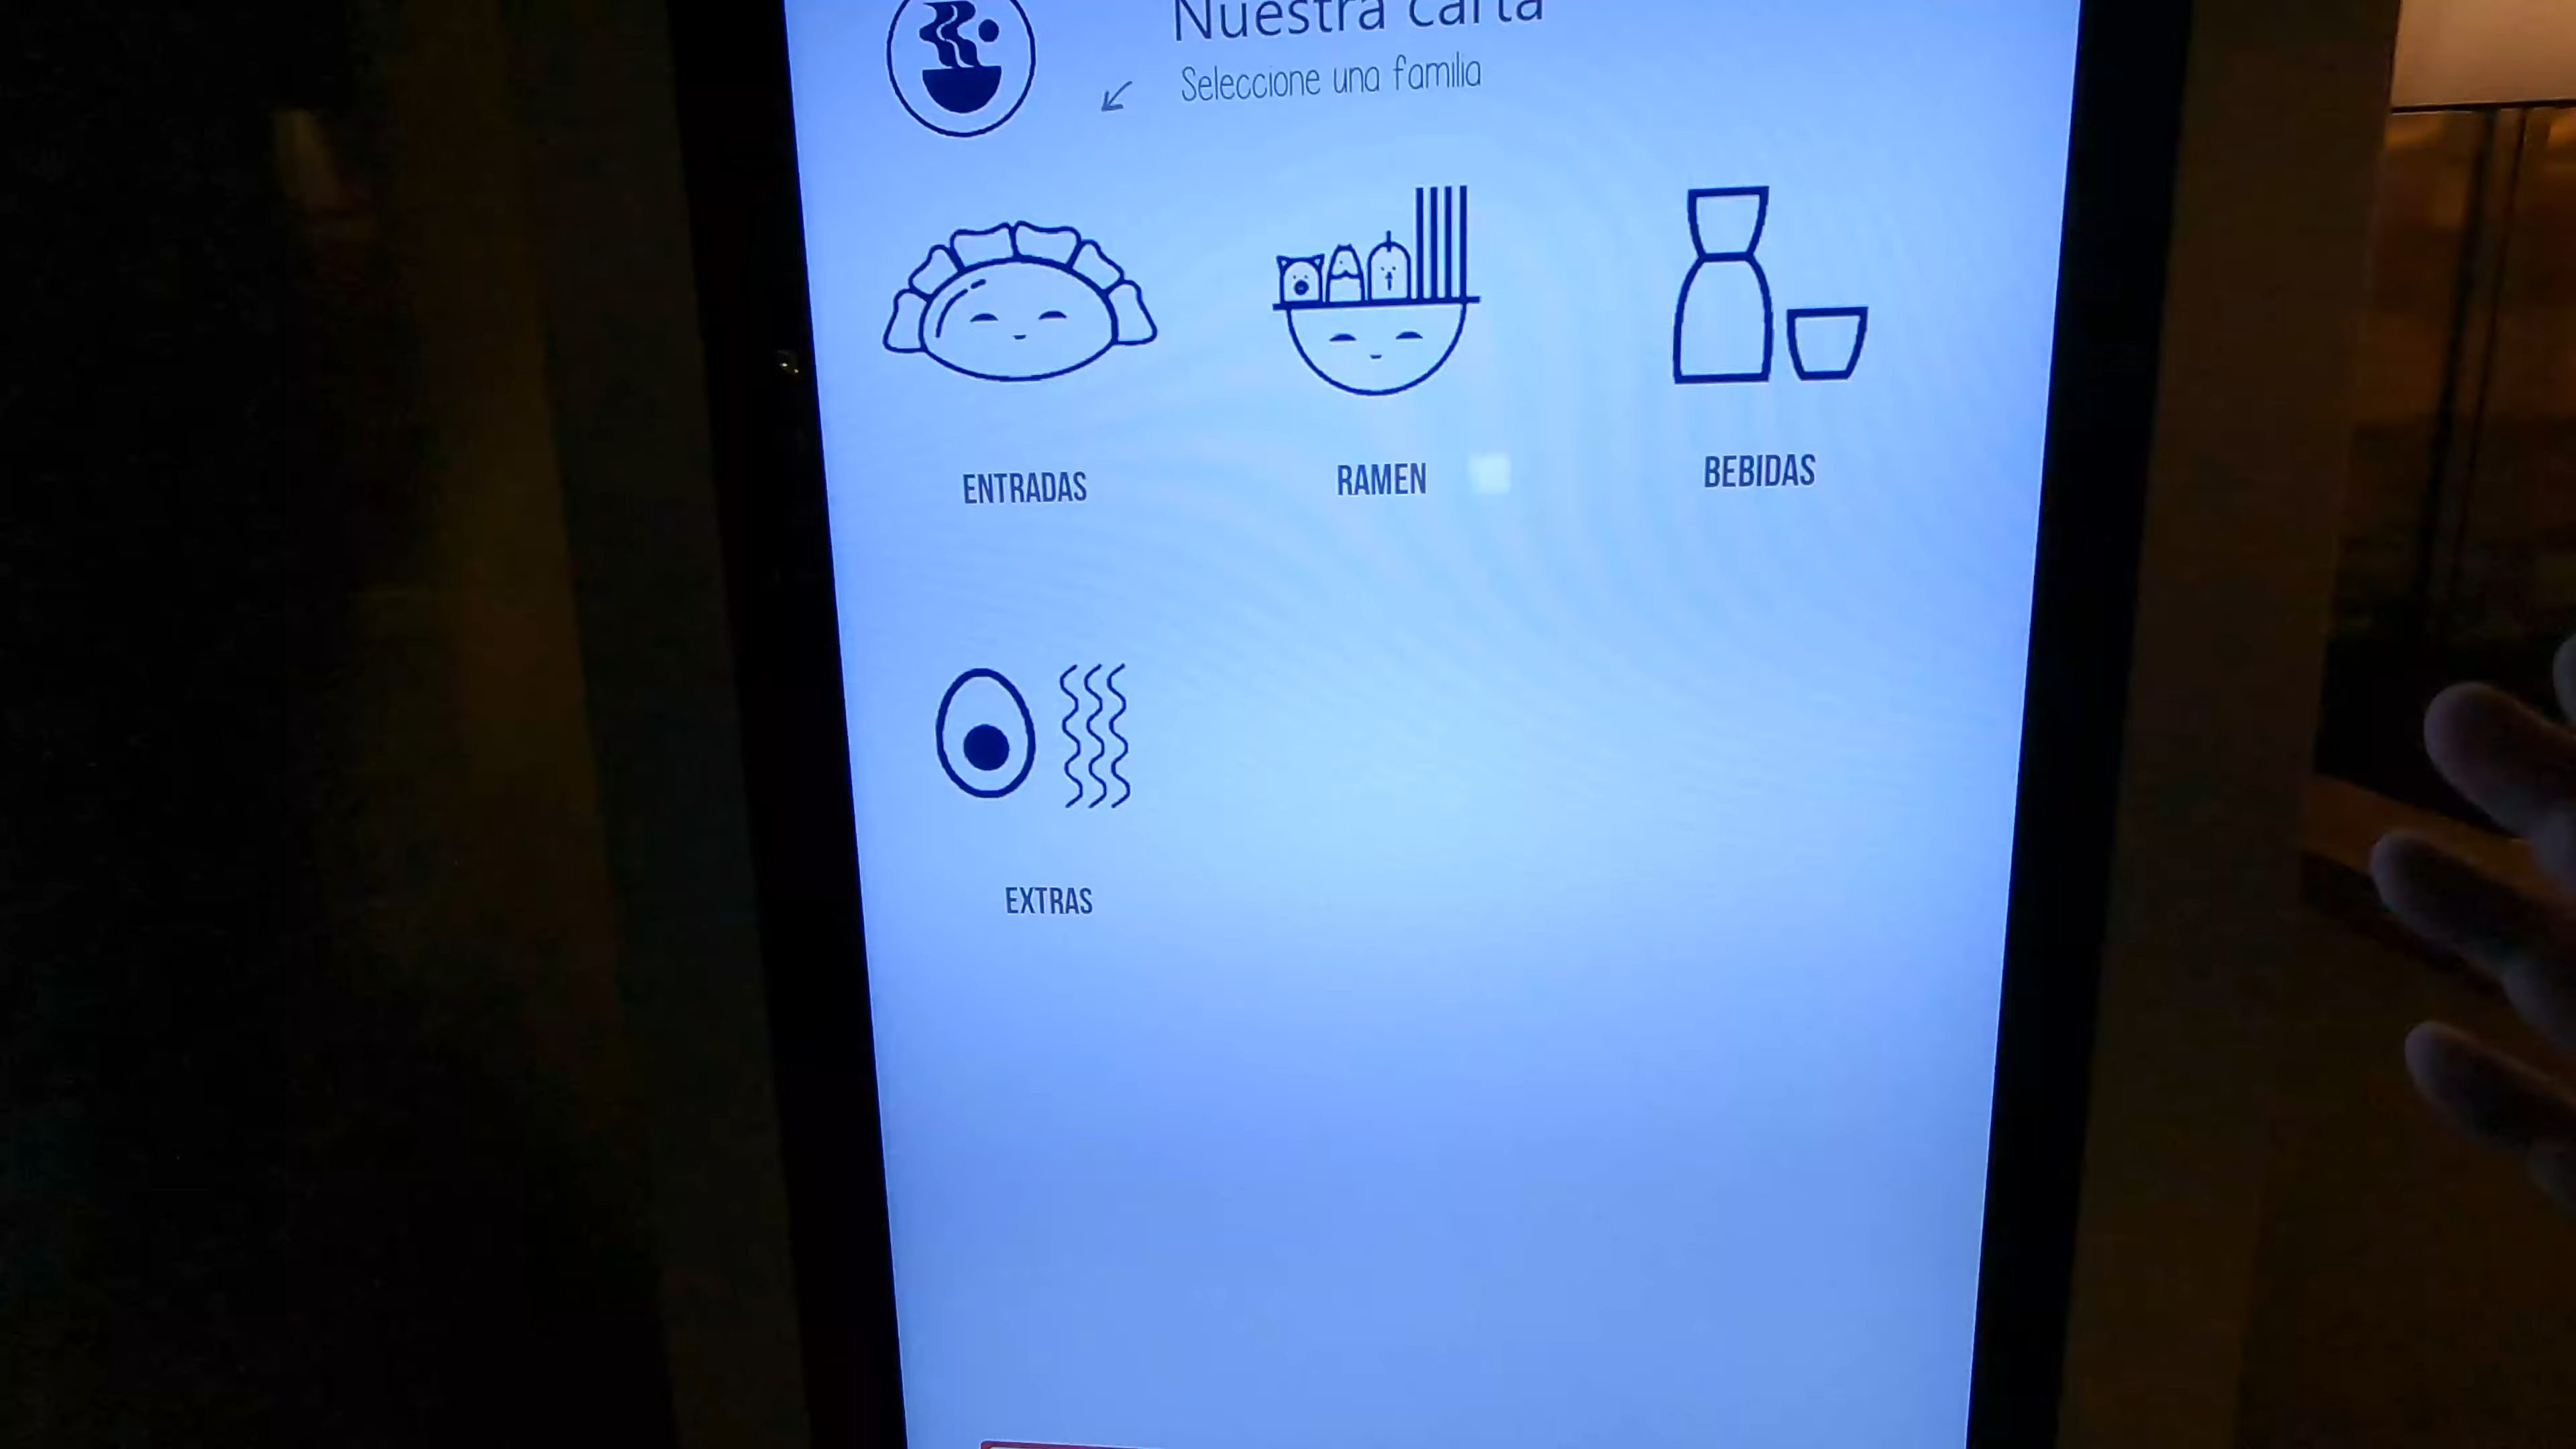 Nuestra carta
Seleccione una familia
ENTRADAS
RAMEN
BEBIDAS
EXTRAS